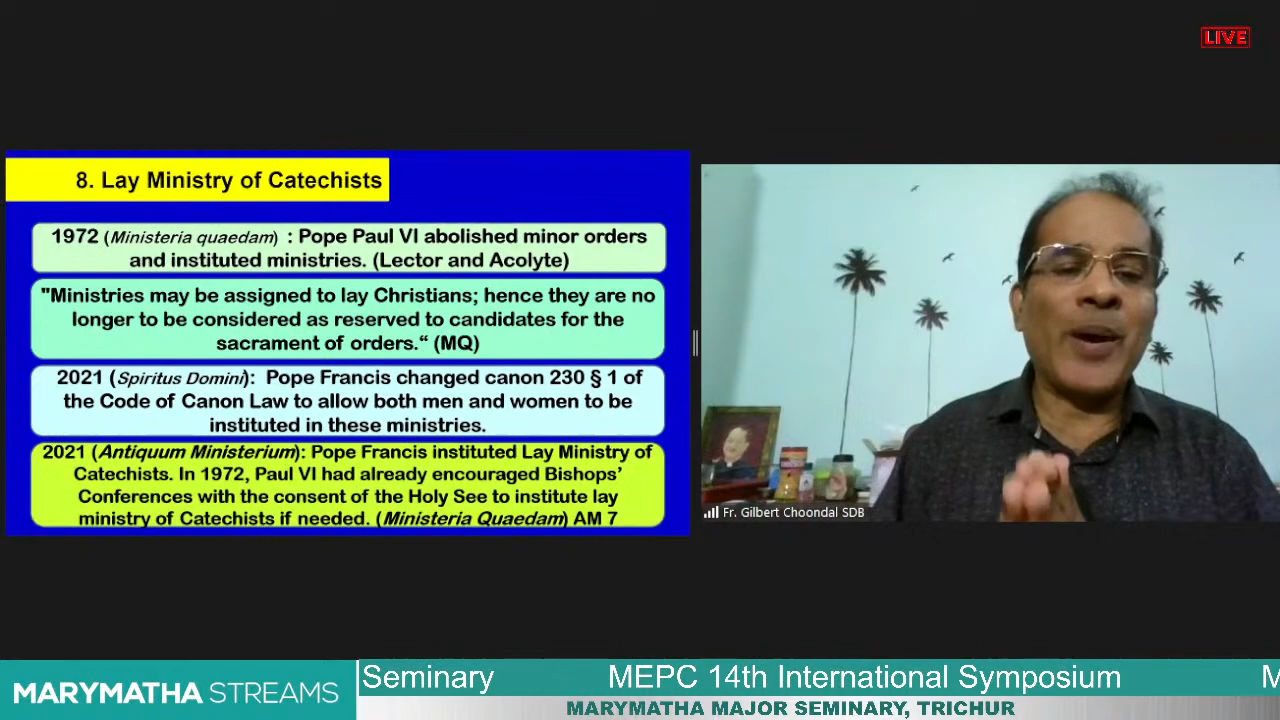 LIVE
8. Lay Ministry of Catechists
1972 (Ministeria quaedam) : Pope Paul VI abolished minor orders
and instituted ministries. (Lector and Acolyte)
"Ministries may be assigned to lay Christians; hence they are no
longer to be considered as reserved to candidates for the
sacrament of orders.“ (MQ)
2021 (Spiritus Domini): Pope Francis changed canon 230 § 1 of
the Code of Canon Law to allow both men and women to be
instituted in these ministries.
2021 (Antiquum Ministerium): Pope Francis instituted Lay Ministry of
Catechists. In 1972, Paul VI had already encouraged Bishops’
Conferences with the consent of the Holy See to institute lay
ministry of Catechists if needed. (Ministeria Quaedam) AM 7
Fr. Gilbert Choondal SDB
MARYMATHA STREAMS
Seminary MEPC 14th International Symposium M
MARYMATHA MAJOR SEMINARY, TRICHUR